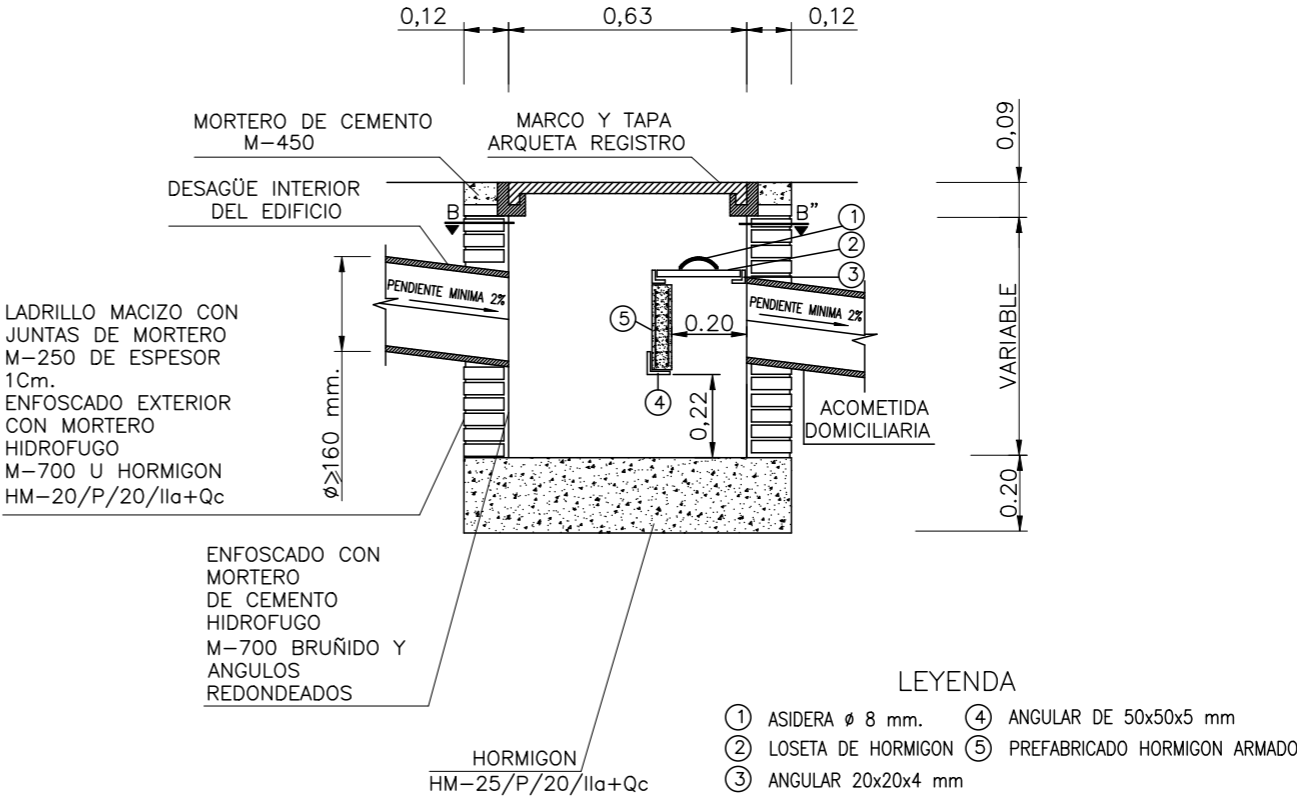 0,12
0,63
0,12
MORTERO DE CEMENTO
M-450
MARCO Y TAPA
ARQUETA REGISTRO
0,09
DESAGÜE INTERIOR
DEL EDIFICIO
B
B"
1
2
3
PENDIENTE MINIMA 2%
PENDIENTE MINIMA 2%
LADRILLO MACIZO CON
JUNTAS DE MORTERO
M-250 DE ESPESOR
1Cm.
ENFOSCADO EXTERIOR
CON MORTERO
HIDROFUGO
M-700 U HORMIGON
HM-20/P/20/IIa+Qc
ø>160 mm.
5
0.20
4
0,22
VARIABLE
ACOMETIDA
DOMICILIARIA
0.20
ENFOSCADO CON
MORTERO
DE CEMENTO
HIDROFUGO
M-700 BRUÑIDO Y
ANGULOS
REDONDEADOS
HORMIGON
HM-25/P/20/IIa+Qc
LEYENDA
1 ASIDERA ø 8 mm.
4 ANGULAR DE 50x50x5 mm
2 LOSETA DE HORMIGON
5 PREFABRICADO HORMIGON ARMADO
3 ANGULAR 20x20x4 mm